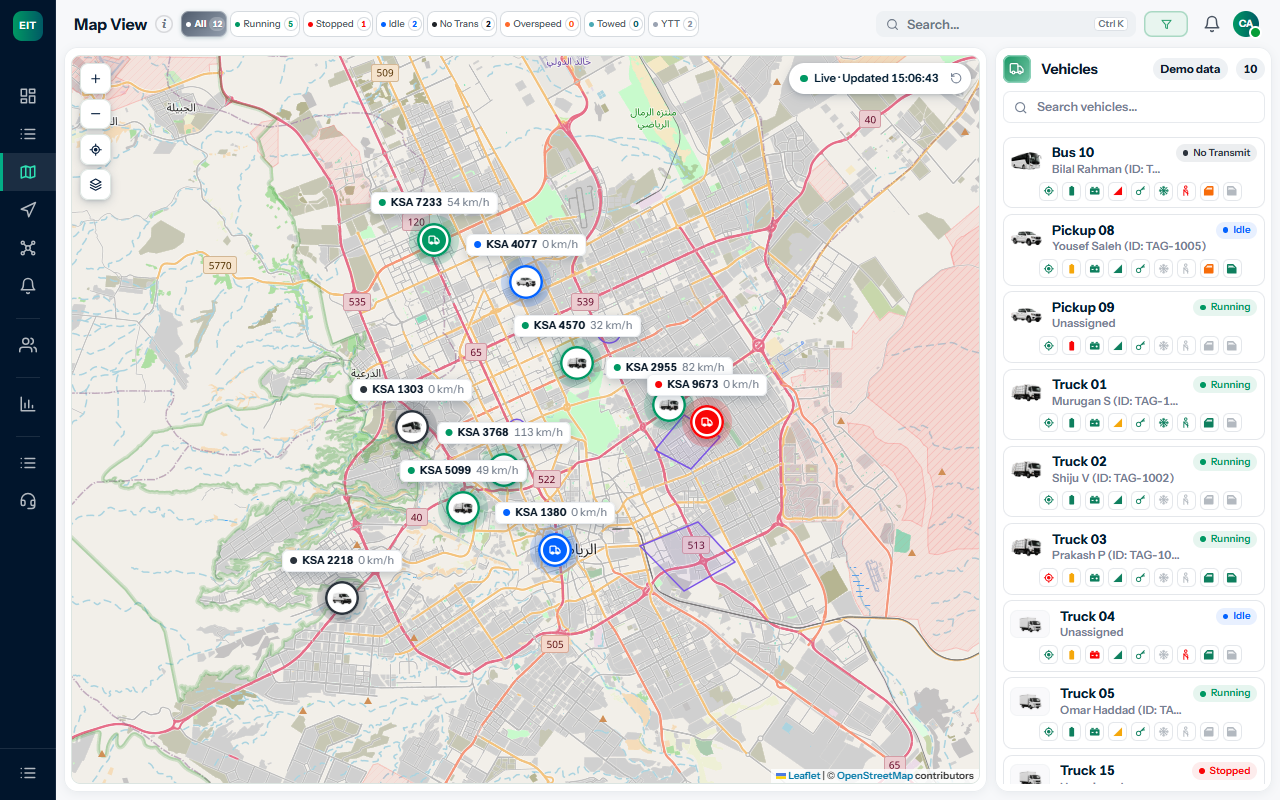 EIT
Map View
All 12
Running 5
Stopped 1
Idle 2
No Trans 2
Overspeed 0
Towed 0
YTT 2
Search...
Ctrl K
CA
Live · Updated 15:06:43
509
الجبيلة
منتزه الرمال
الرياضي
40
KSA 7233 54 km/h
120
KSA 4077 0 km/h
5770
535
539
KSA 4570 32 km/h
65
KSA 2955 82 km/h
الدرعية
KSA 9673 0 km/h
KSA 1303 0 km/h
KSA 3768 113 km/h
KSA 5099 49 km/h
522
40
KSA 1380 0 km/h
513
KSA 2218 0 km/h
505
65
Leaflet | © OpenStreetMap contributors
Vehicles
Demo data
10
Search vehicles...
Bus 10
No Transmit
Bilal Rahman (ID: T...
Pickup 08
Idle
Yousef Saleh (ID: TAG-1005)
Pickup 09
Running
Unassigned
Truck 01
Running
Murugan S (ID: TAG-1...
Truck 02
Running
Shiju V (ID: TAG-1002)
Truck 03
Running
Prakash P (ID: TAG-10...
Truck 04
Idle
Unassigned
Truck 05
Running
Omar Haddad (ID: TA...
Truck 15
Stopped